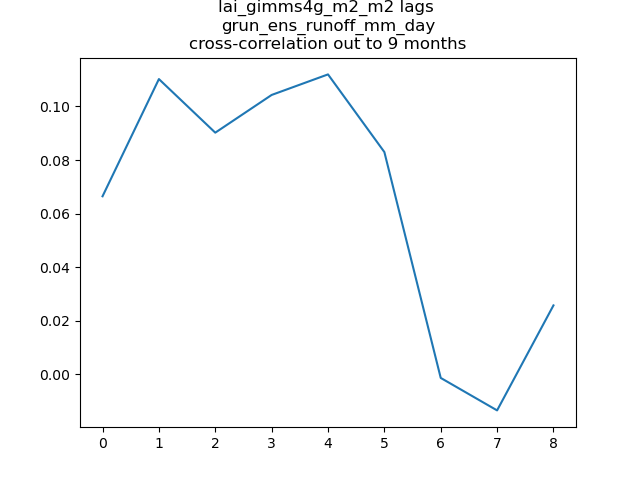 lai_gimms4g_m2_m2 lags
grun_ens_runoff_mm_day
cross-correlation out to 9 months
0.10
0.08
0.06
0.04
0.02
0.00
0 1 2 3 4 5 6 7 8